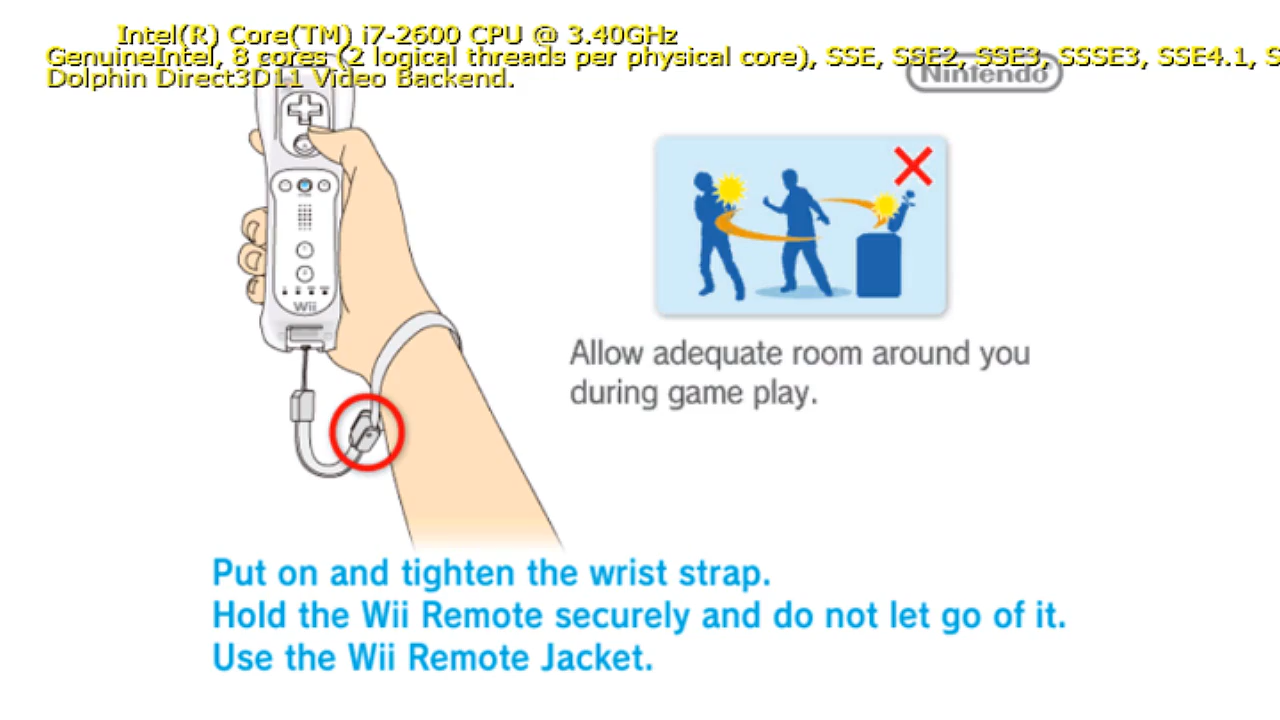 Intel(R) Core(TM) i7-2600 CPU @ 3.40GHz
GenuineIntel, 8 cores (2 logical threads per physical core), SSE, SSE2, SSE3, SSSE3, SSE4.1, S
Dolphin Direct3D11 Video Backend.
Nintendo
Wii
Allow adequate room around you
during game play.
Put on and tighten the wrist strap.
Hold the Wii Remote securely and do not let go of it.
Use the Wii Remote Jacket.